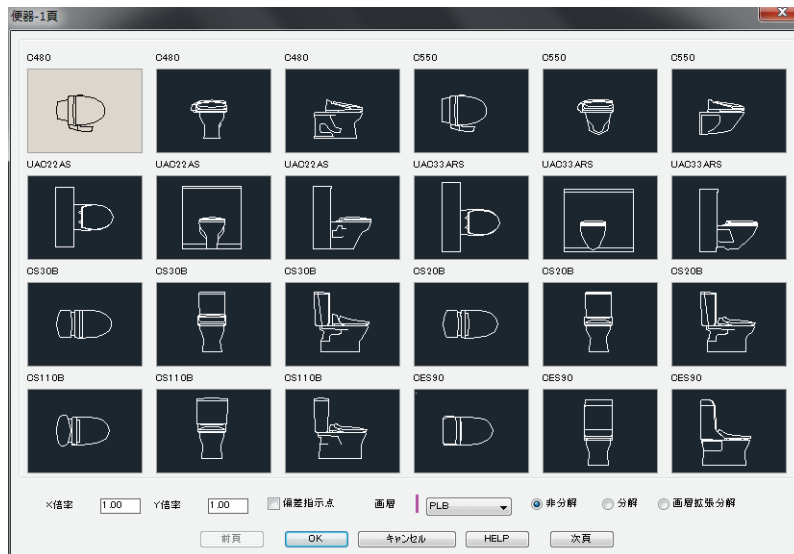 便器-1頁
C480 C480 C480 C550 C550 C550
UAC22AS UAC22AS UAC22AS UAC33ARS UAC33ARS UAC33ARS
CS30B CS30B CS30B CS20B CS20B CS20B
CS110B CS110B CS110B CES90 CES90 CES90
X倍率 1.00 Y倍率 1.00 偏差指示点 画層 PLB 非分解 分解 画層拡張分解
前頁 OK キャンセル HELP 次頁